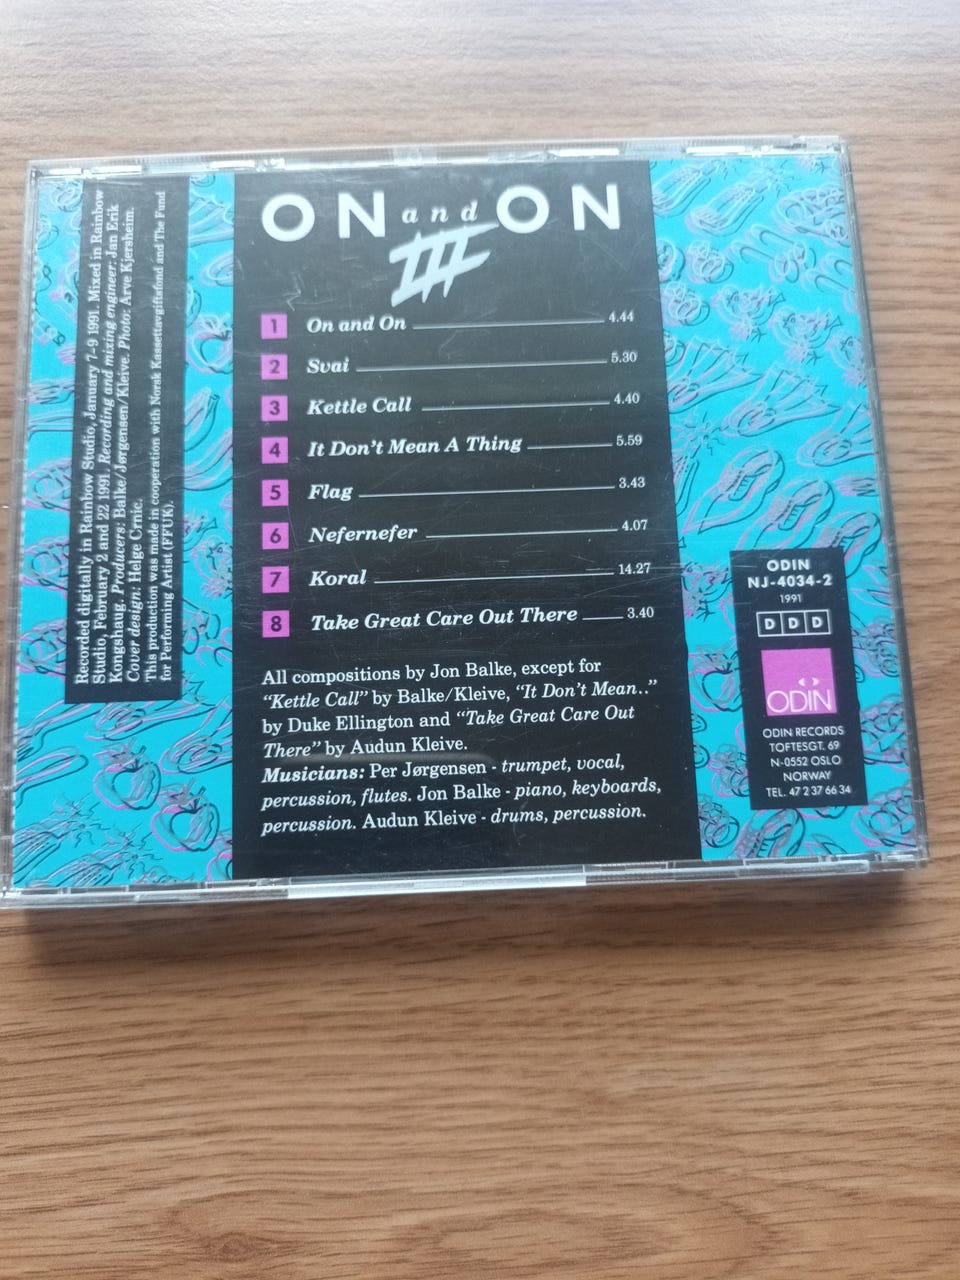 ON and ON
III
1 On and On 4.44
2 Svai 5.30
3 Kettle Call 4.40
4 It Don't Mean A Thing 5.59
5 Flag 3.43
6 Nefernefer 4.07
7 Koral 14.27
8 Take Great Care Out There 3.40
All compositions by Jon Balke, except for
"Kettle Call" by Balke/Kleive, "It Don't Mean.."
by Duke Ellington and "Take Great Care Out
There" by Audun Kleive.
Musicians: Per Jørgensen - trumpet, vocal,
percussion, flutes. Jon Balke - piano, keyboards,
percussion. Audun Kleive - drums, percussion.
Recorded digitally in Rainbow Studio, January 7-9 1991. Mixed in Rainbow
Studio, February 2 and 22 1991. Recording and mixing engineer: Jan Erik
Kongshaug. Producers: Balke/Jørgensen/Kleive. Photo: Arve Kjersheim.
Cover design: Helge Crnic.
This production was made in cooperation with Norsk Kassettavgiftsfond and The Fund
for Performing Artist (FFUK).
ODIN
NJ-4034-2
1991
D D D
ODIN
ODIN RECORDS
TOFTESGT. 69
N-0552 OSLO
NORWAY
TEL. 47 2 37 66 34